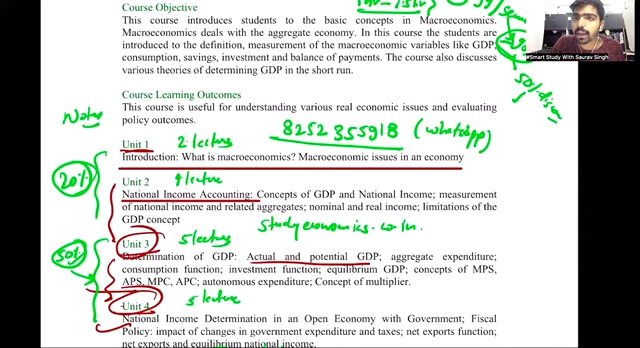 Course Objective
This course introduces students to the basic concepts in Macroeconomics.
Macroeconomics deals with the aggregate economy. In this course the students are
introduced to the definition, measurement of the macroeconomic variables like GDP,
consumption, savings, investment and balance of payments. The course also discusses
various theories of determining GDP in the short run.
#Smart Study With Saurav Singh
50%
Course Learning Outcomes
This course is useful for understanding various real economic issues and evaluating
policy outcomes.
Notes
8252355918 (whatsapp)
Unit 1 2 lecture
Introduction: What is macroeconomics? Macroeconomic issues in an economy
20%
Unit 2 9 lecture
National Income Accounting: Concepts of GDP and National Income; measurement
of national income and related aggregates; nominal and real income; limitations of the
GDP concept
studyeconomics.co.in
Unit 3 5 lecture
50%
Determination of GDP: Actual and potential GDP; aggregate expenditure;
consumption function; investment function; equilibrium GDP; concepts of MPS,
APS, MPC, APC; autonomous expenditure; Concept of multiplier.
Unit 4 5 lecture
National Income Determination in an Open Economy with Government; Fiscal
Policy: impact of changes in government expenditure and taxes; net exports function;
net exports and equilibrium national income.